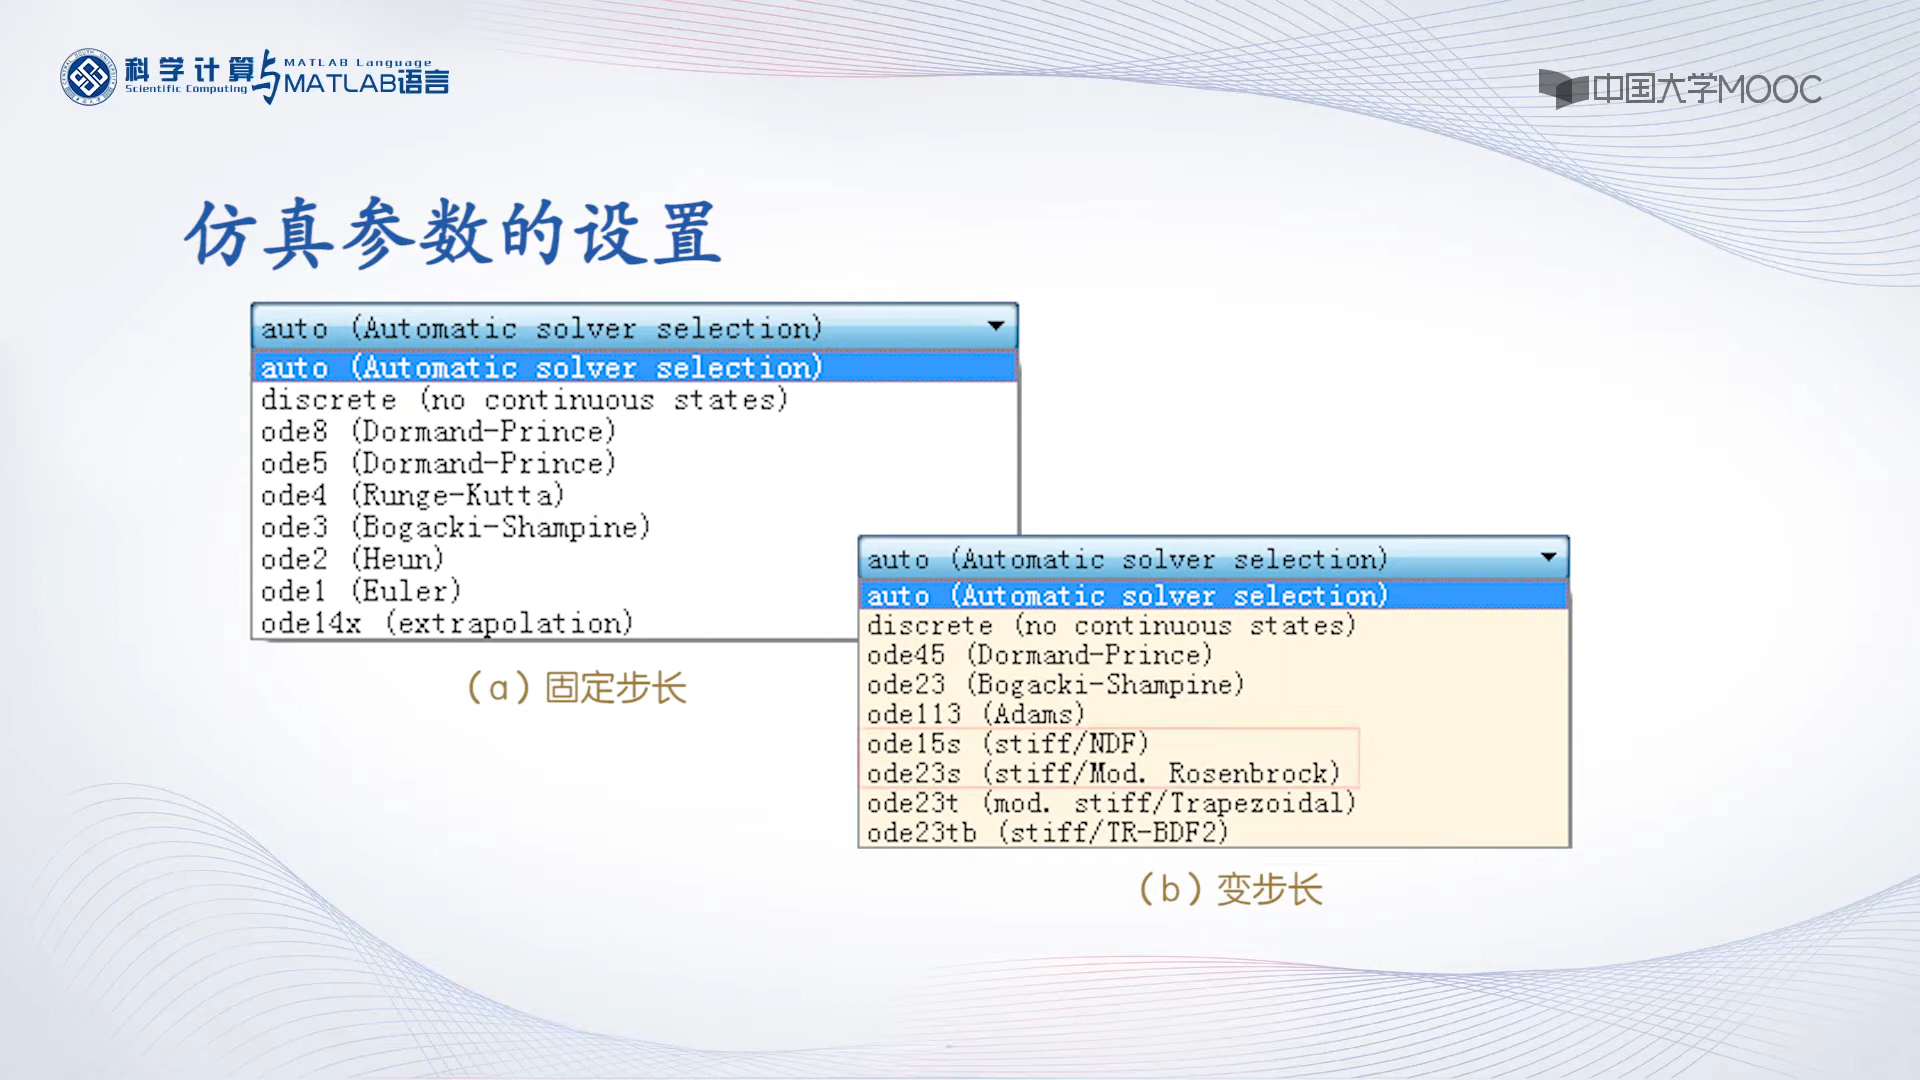 科学计算与MATLAB语言
Scientific Computing
MATLAB Language
中国大学MOOC
仿真参数的设置
auto (Automatic solver selection)
auto (Automatic solver selection)
discrete (no continuous states)
ode8 (Dormand-Prince)
ode5 (Dormand-Prince)
ode4 (Runge-Kutta)
ode3 (Bogacki-Shampine)
ode2 (Heun)
ode1 (Euler)
ode14x (extrapolation)
(a)固定步长
auto (Automatic solver selection)
auto (Automatic solver selection)
discrete (no continuous states)
ode45 (Dormand-Prince)
ode23 (Bogacki-Shampine)
ode113 (Adams)
ode15s (stiff/NDF)
ode23s (stiff/Mod. Rosenbrock)
ode23t (mod. stiff/Trapezoidal)
ode23tb (stiff/TR-BDF2)
(b)变步长